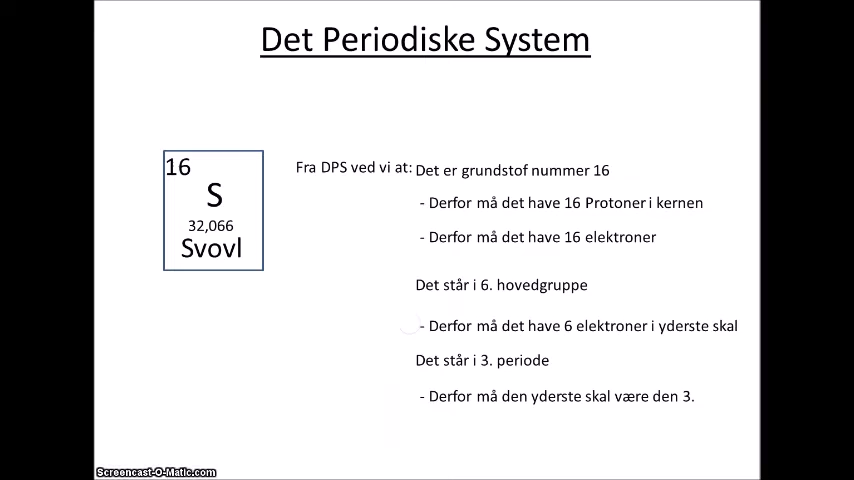 Det Periodiske System
16
S
32,066
Svovl
Fra DPS ved vi at: Det er grundstof nummer 16
- Derfor må det have 16 Protoner i kernen
- Derfor må det have 16 elektroner
Det står i 6. hovedgruppe
- Derfor må det have 6 elektroner i yderste skal
Det står i 3. periode
- Derfor må den yderste skal være den 3.
Screencast-O-Matic.com